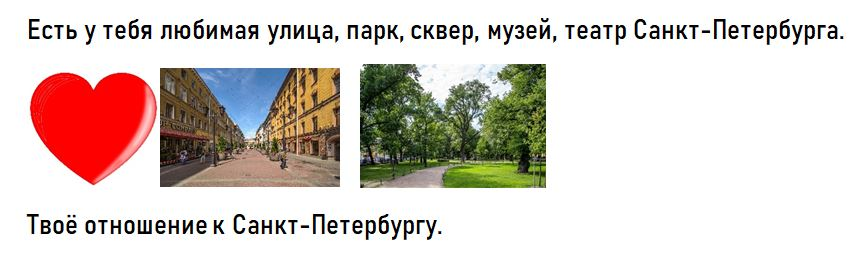 Есть у тебя любимая улица, парк, сквер, музей, театр Санкт-Петербурга.
Твоё отношение к Санкт-Петербургу.